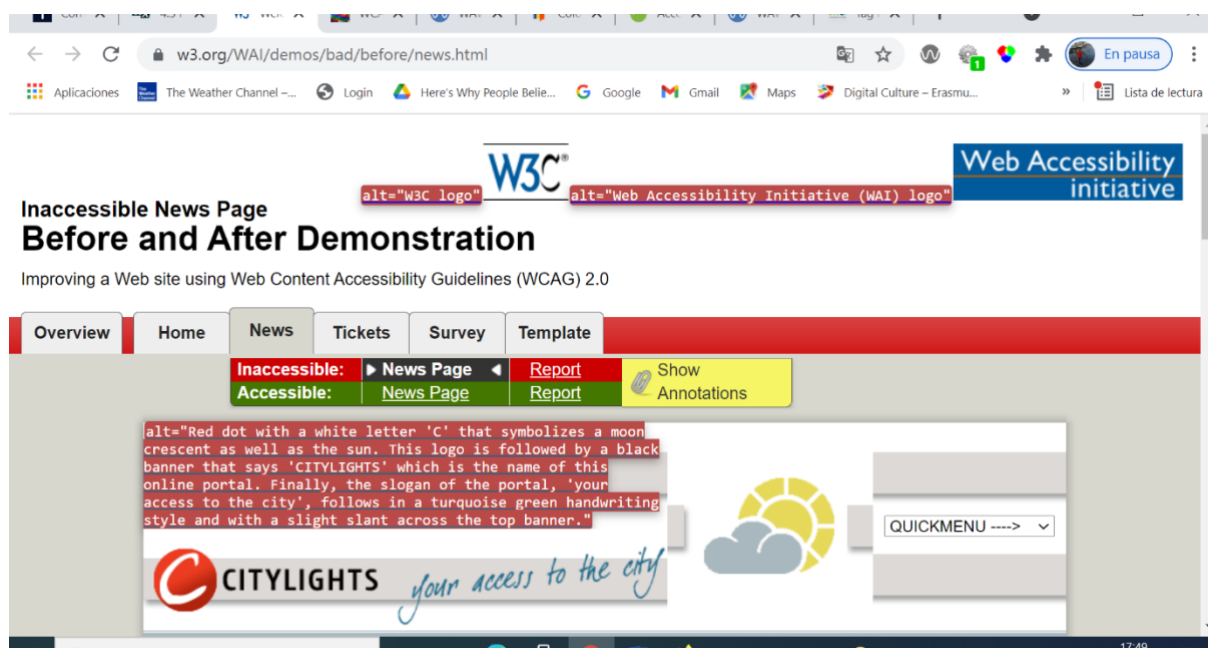 w3.org/WAI/demos/bad/before/news.html
En pausa
Aplicaciones The Weather Channel –... Login Here's Why People Belie... Google Gmail Maps Digital Culture – Erasmu... » Lista de lectura
W3C®
Web Accessibility
initiative
alt="W3C logo" alt="Web Accessibility Initiative (WAI) logo"
Inaccessible News Page
Before and After Demonstration
Improving a Web site using Web Content Accessibility Guidelines (WCAG) 2.0
Overview Home News Tickets Survey Template
Inaccessible: News Page Report Show
Accessible: News Page Report Annotations
alt="Red dot with a white letter 'C' that symbolizes a moon
crescent as well as the sun. This logo is followed by a black
banner that says 'CITYLIGHTS' which is the name of this
online portal. Finally, the slogan of the portal, 'your
access to the city', follows in a turquoise green handwriting
style and with a slight slant across the top banner."
QUICKMENU ---->
CITYLIGHTS your access to the city
17:49